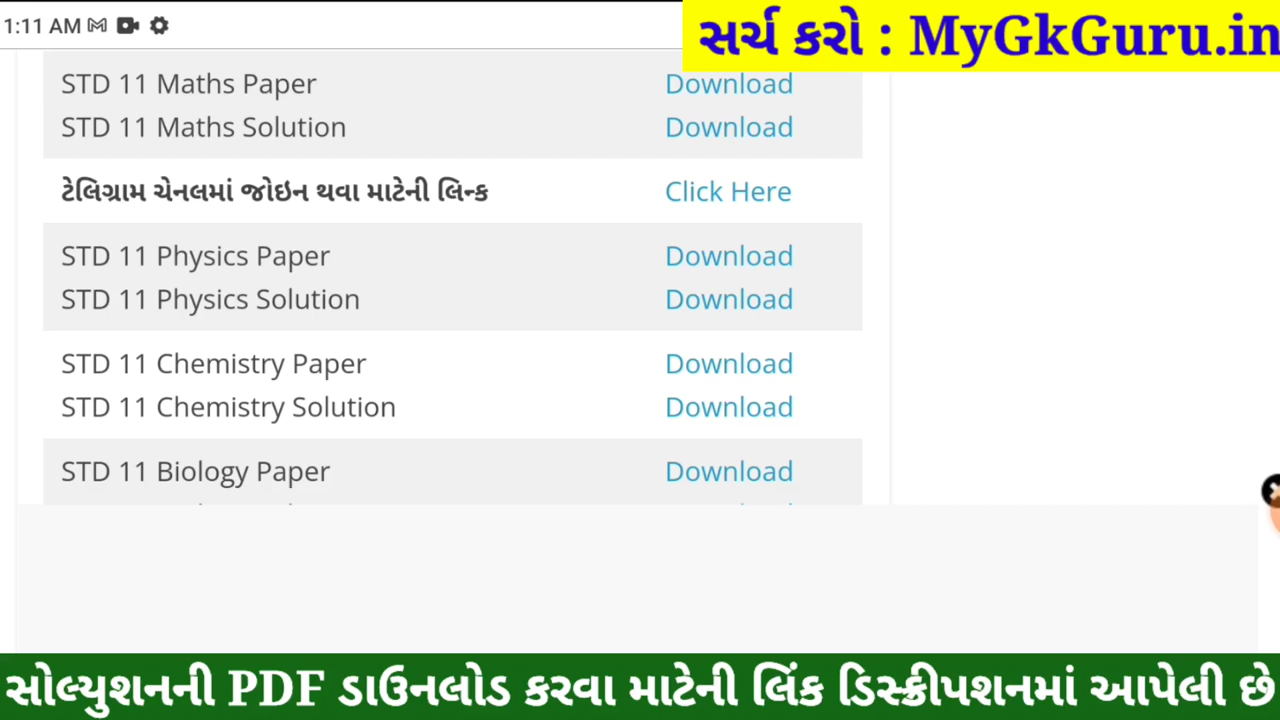 1:11 AM
સર્ચ કરો : MyGkGuru.in
STD 11 Maths Paper Download
STD 11 Maths Solution Download
ટેલિગ્રામ ચેનલમાં જોઇન થવા માટેની લિન્ક Click Here
STD 11 Physics Paper Download
STD 11 Physics Solution Download
STD 11 Chemistry Paper Download
STD 11 Chemistry Solution Download
STD 11 Biology Paper Download
સોલ્યુશનની PDF ડાઉનલોડ કરવા માટેની લિંક ડિસ્ક્રીપશનમાં આપેલી છે